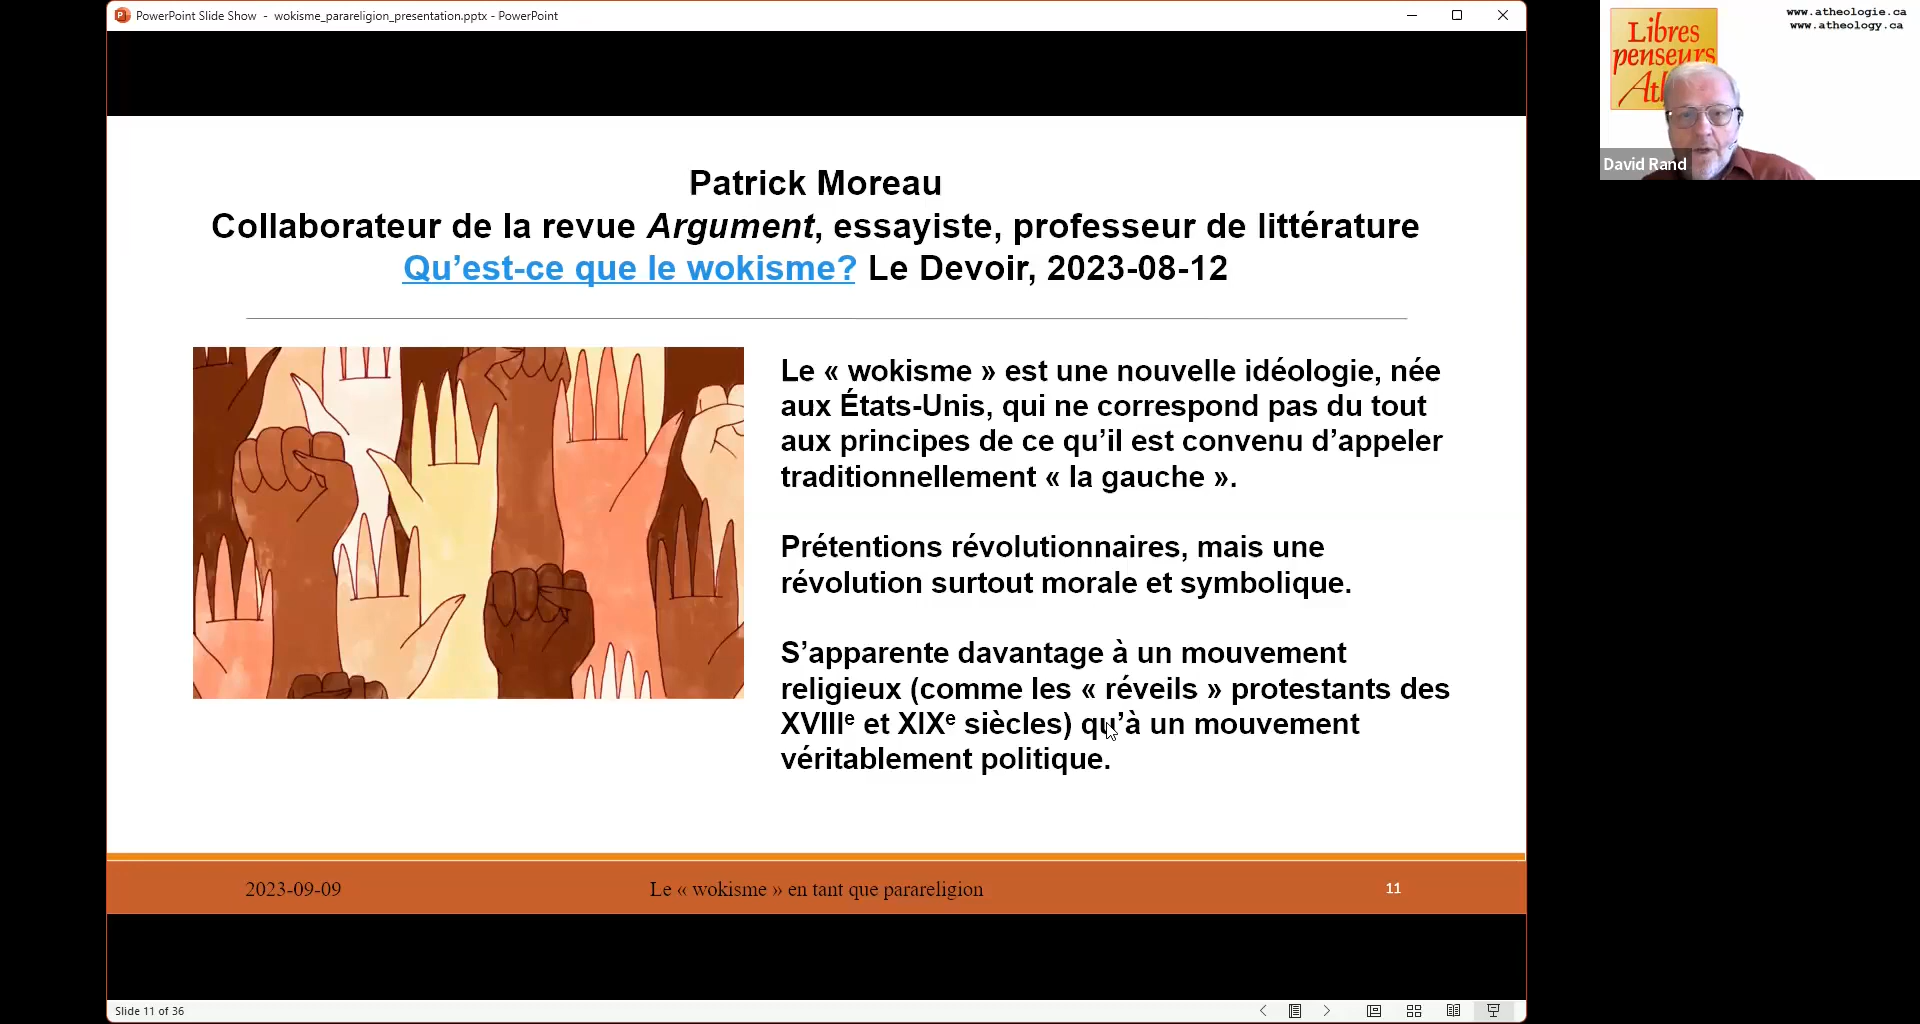 PowerPoint Slide Show - wokisme_parareligion_presentation.pptx - PowerPoint
www.atheologie.ca
www.atheology.ca
Libres
penseurs
David Rand
Patrick Moreau
Collaborateur de la revue Argument, essayiste, professeur de littérature
Qu’est-ce que le wokisme? Le Devoir, 2023-08-12
Le « wokisme » est une nouvelle idéologie, née
aux États-Unis, qui ne correspond pas du tout
aux principes de ce qu’il est convenu d’appeler
traditionnellement « la gauche ».
Prétentions révolutionnaires, mais une
révolution surtout morale et symbolique.
S’apparente davantage à un mouvement
religieux (comme les « réveils » protestants des
XVIIIᵉ et XIXᵉ siècles) qu’à un mouvement
véritablement politique.
2023-09-09
Le « wokisme » en tant que parareligion
11
Slide 11 of 36